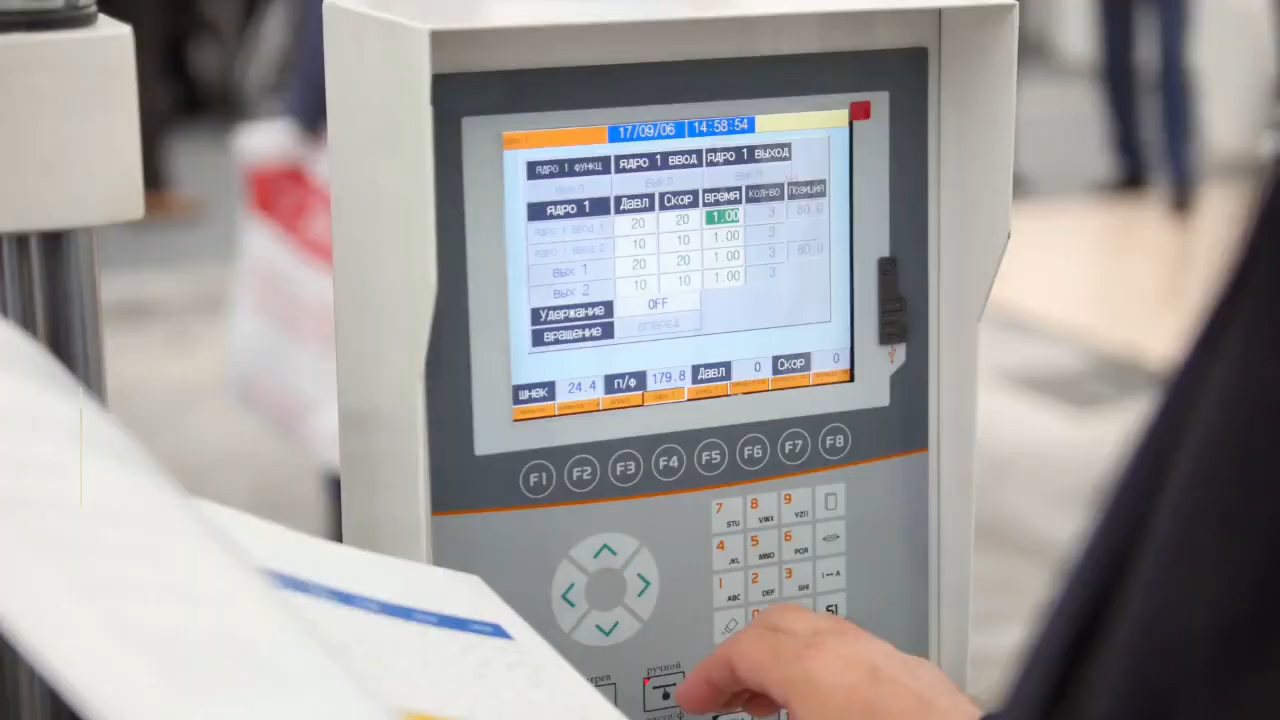 17/09/06 14:58:54
ЯДРО 1 ФУНКЦ ЯДРО 1 ВВОД ЯДРО 1 ВЫХОД
ВЫКЛ ВЫКЛ ВЫКЛ
ЯДРО 1 Давл Скор время Кол-во Позиция
ЯДРО 1 ВВОД 1 20 20 1.00 3 80.0
ЯДРО 1 ВВОД 2 10 10 1.00 3
вых 1 20 20 1.00 3 80.0
вых 2 10 10 1.00 3
Удержание OFF
вращение вперед
шнек 24.4 п/ф 179.8 Давл 0 Скор 0
F1 F2 F3 F4 F5 F6 F7 F8
7 STU 8 VWX 9 YZ
4 JKL 5 MNO 6 PQR
1 ABC 2 DEF 3 GHI 1↔A
ручной